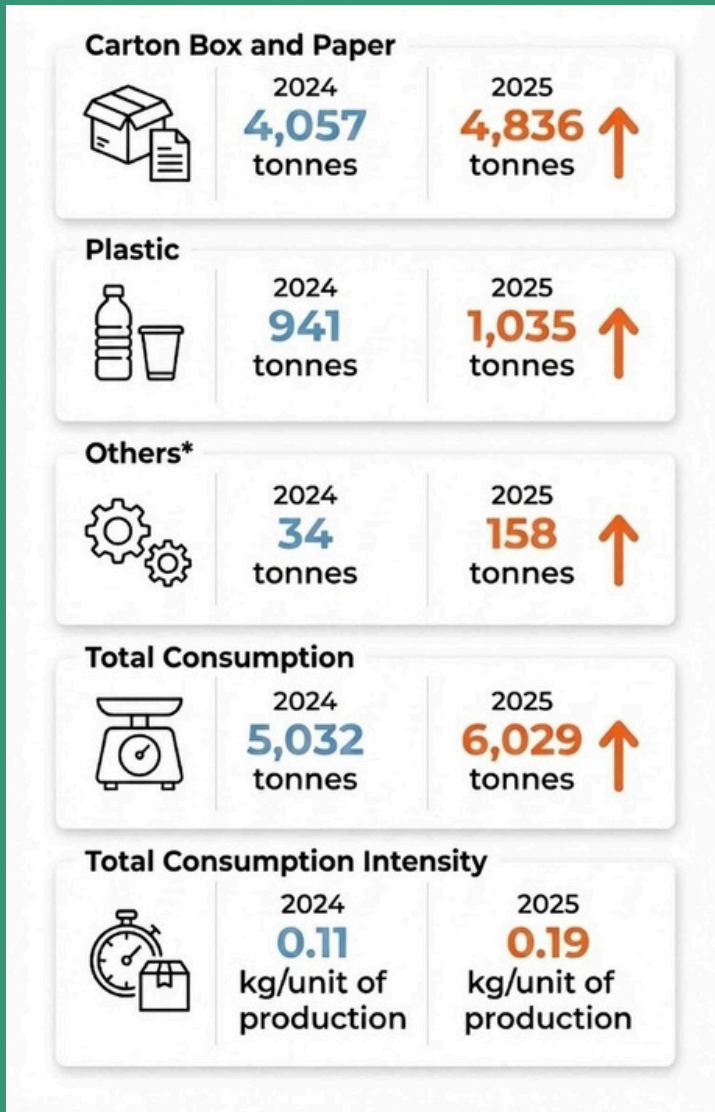 Carton Box and Paper
2024
4,057
tonnes
2025
4,836
tonnes
Plastic
2024
941
tonnes
2025
1,035
tonnes
Others*
2024
34
tonnes
2025
158
tonnes
Total Consumption
2024
5,032
tonnes
2025
6,029
tonnes
Total Consumption Intensity
2024
0.11
kg/unit of
production
2025
0.19
kg/unit of
production